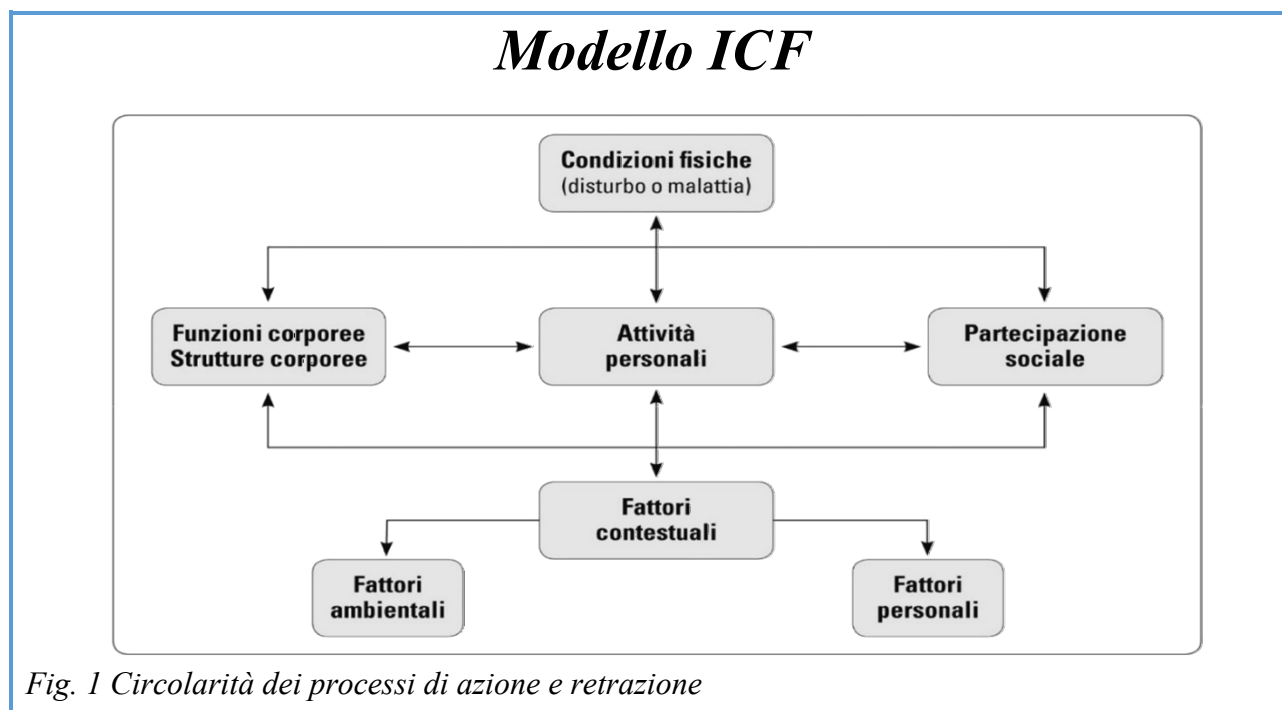 Modello ICF
Condizioni fisiche
(disturbo o malattia)
Funzioni corporee
Strutture corporee
Attività
personali
Partecipazione
sociale
Fattori
contestuali
Fattori
ambientali
Fattori
personali
Fig. 1 Circolarità dei processi di azione e retrazione